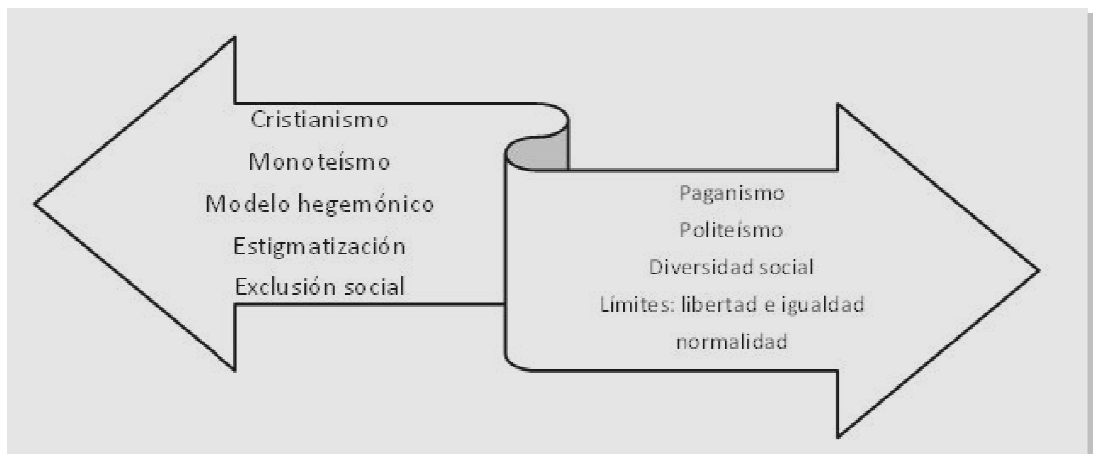 Cristianismo
Monoteísmo
Modelo hegemónico
Estigmatización
Exclusión social
Paganismo
Politeísmo
Diversidad social
Límites: libertad e igualdad
normalidad